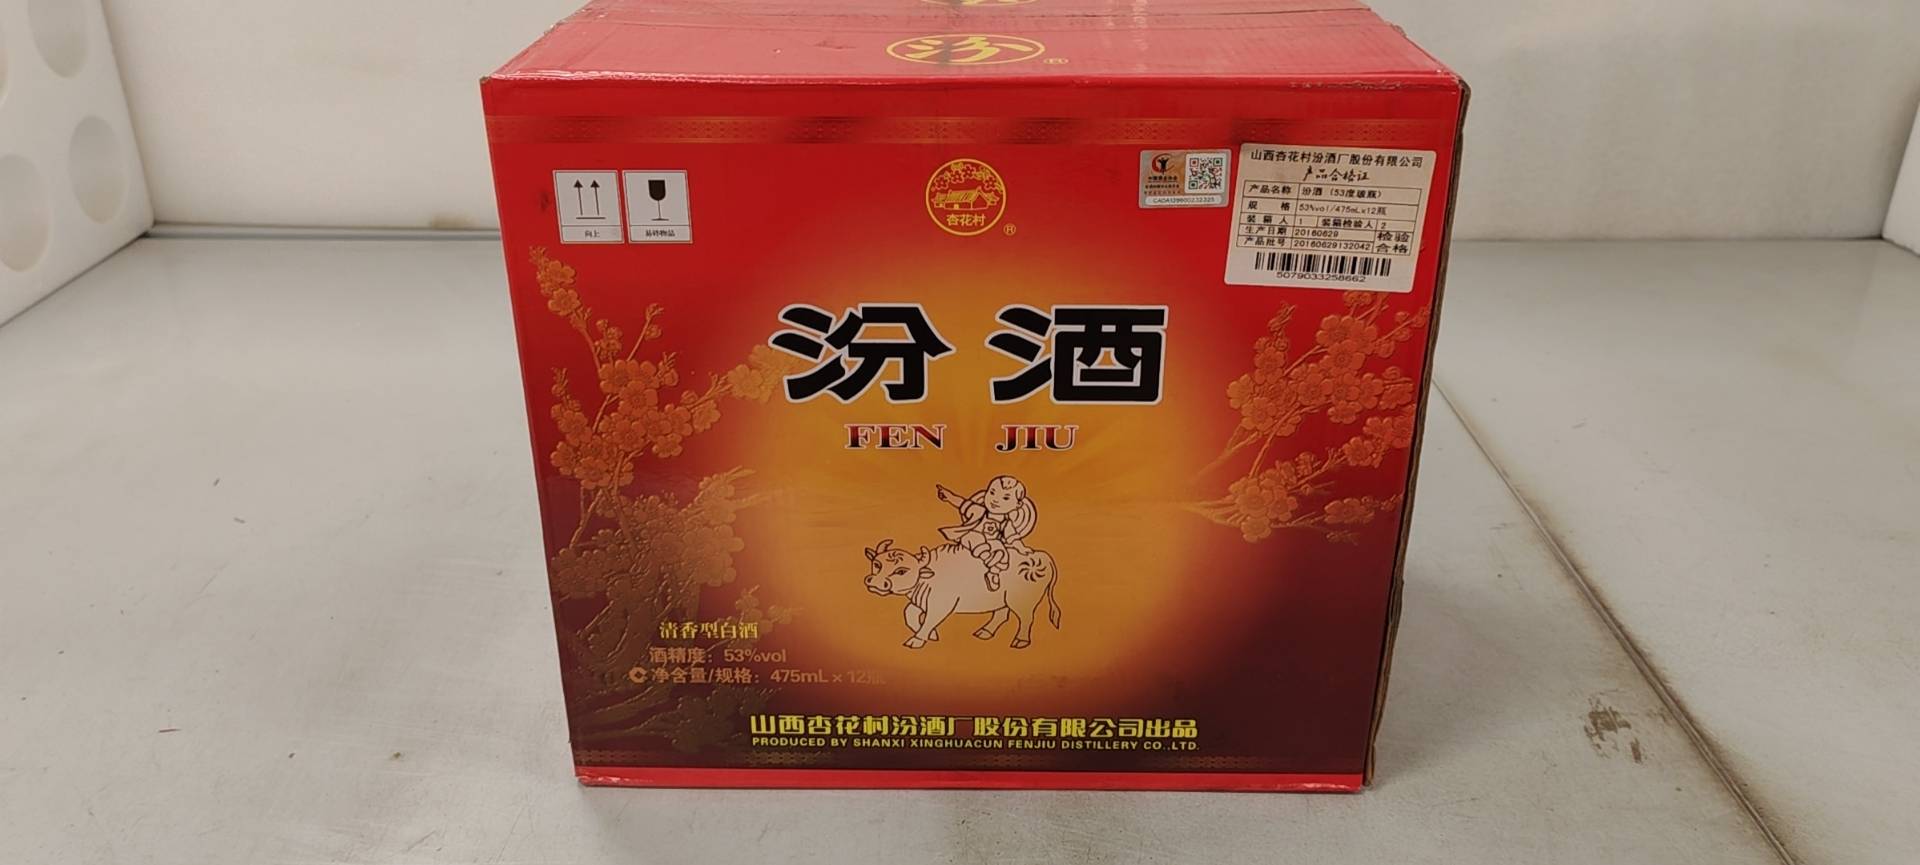 汾
®
向上
易碎物品
杏花村
®
CADA139600232325
山西杏花村汾酒厂股份有限公司
产品合格证
产品名称 汾酒（53度玻瓶）
规 格 53%vol/475mL×12瓶
装箱人 1 装箱检验人 2
生产日期 20160629 检验
产品批号 20160629132042 合格
5079033258662
汾酒
FEN JIU
清香型白酒
酒精度：53%vol
净含量/规格：475mL×12瓶
山西杏花村汾酒厂股份有限公司出品
PRODUCED BY SHANXI XINGHUACUN FENJIU DISTILLERY CO.,LTD.